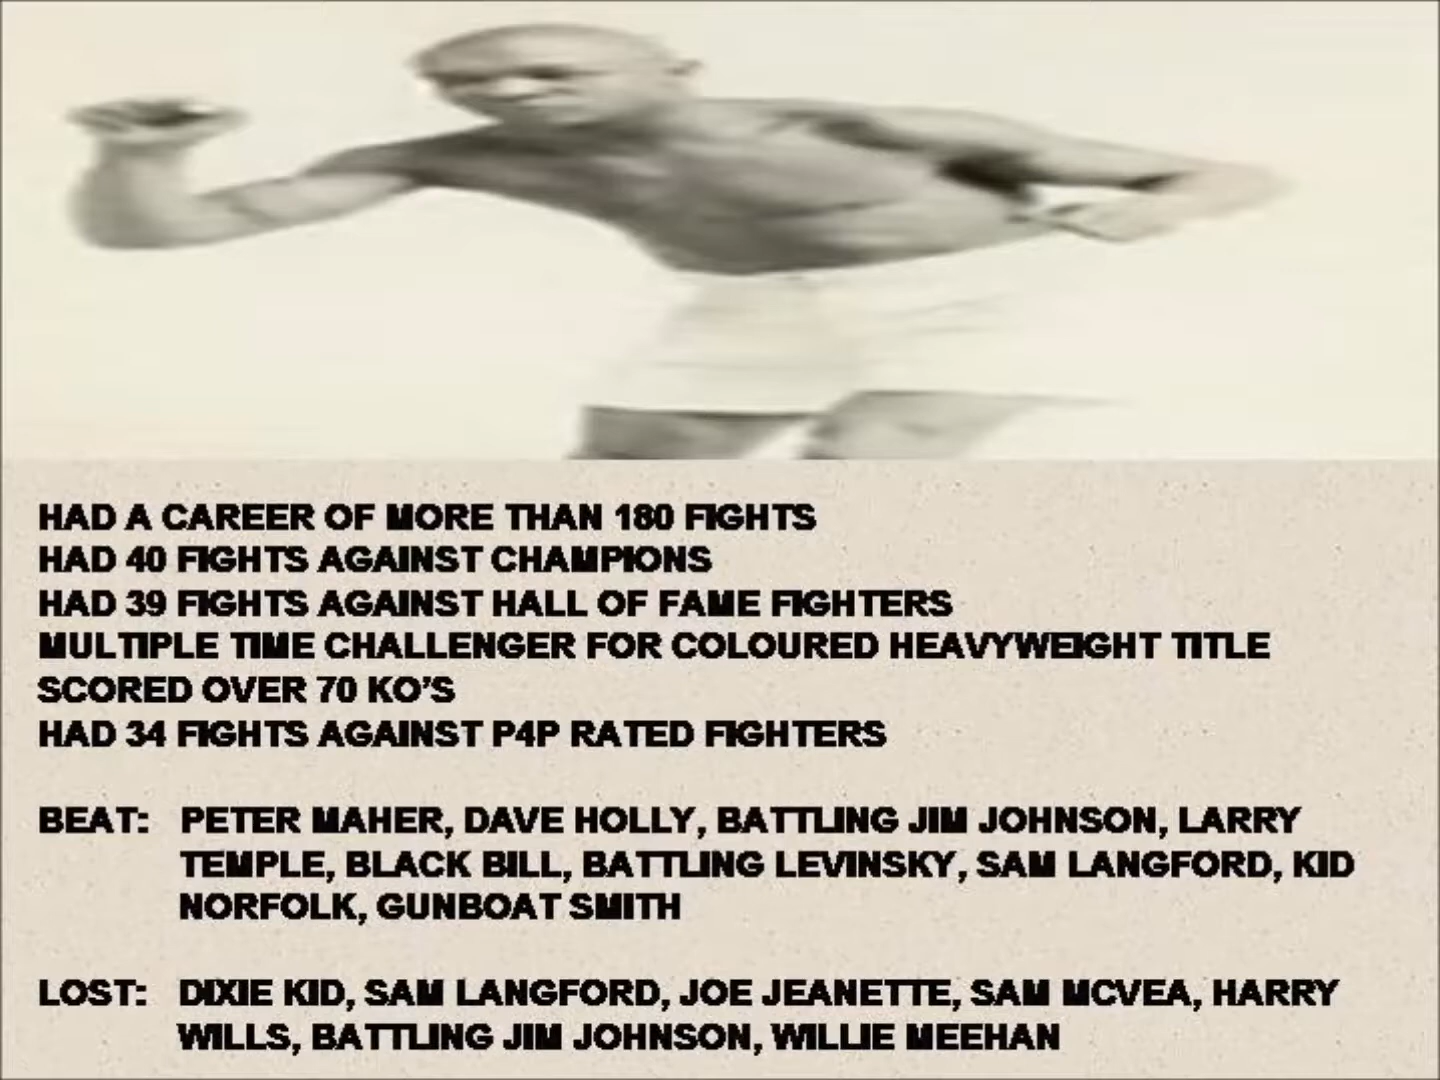 HAD A CAREER OF MORE THAN 180 FIGHTS
HAD 40 FIGHTS AGAINST CHAMPIONS
HAD 39 FIGHTS AGAINST HALL OF FAME FIGHTERS
MULTIPLE TIME CHALLENGER FOR COLOURED HEAVYWEIGHT TITLE
SCORED OVER 70 KO'S
HAD 34 FIGHTS AGAINST P4P RATED FIGHTERS
BEAT: PETER MAHER, DAVE HOLLY, BATTLING JIM JOHNSON, LARRY
TEMPLE, BLACK BILL, BATTLING LEVINSKY, SAM LANGFORD, KID
NORFOLK, GUNBOAT SMITH
LOST: DIXIE KID, SAM LANGFORD, JOE JEANETTE, SAM MCVEA, HARRY
WILLS, BATTLING JIM JOHNSON, WILLIE MEEHAN